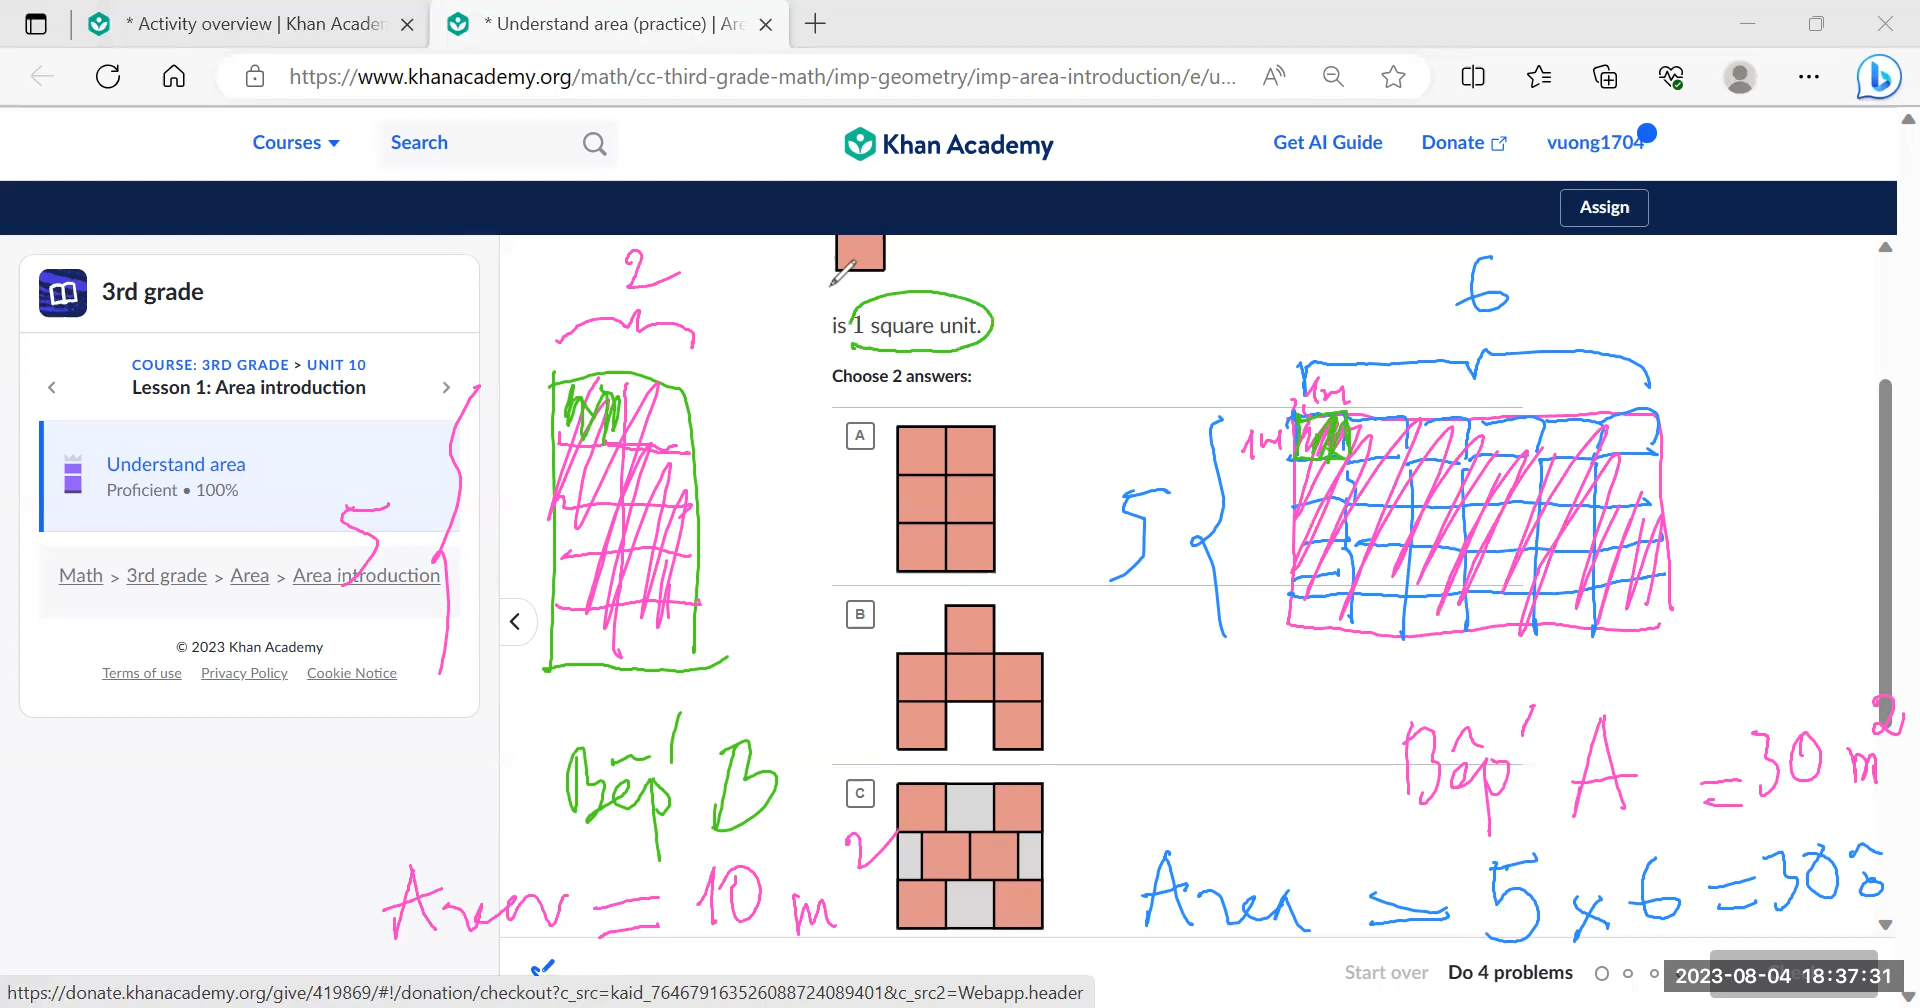 * Activity overview | Khan Academ
* Understand area (practice) | Are
https://www.khanacademy.org/math/cc-third-grade-math/imp-geometry/imp-area-introduction/e/u...
Courses
Search
Khan Academy
Get AI Guide
Donate
vuong1704
Assign
3rd grade
COURSE: 3RD GRADE > UNIT 10
Lesson 1: Area introduction
Understand area
Proficient • 100%
Math > 3rd grade > Area > Area introduction
© 2023 Khan Academy
Terms of use Privacy Policy Cookie Notice
2
5
Bếp B
Area = 10 m²
is 1 square unit.
Choose 2 answers:
A
B
C
6
1m
1m
5
Bếp A = 30 m²
Area = 5 x 6 = 30 ô
Start over
Do 4 problems
2023-08-04 18:37:31
https://donate.khanacademy.org/give/419869/#!/donation/checkout?c_src=kaid_764679163526088724089401&c_src2=Webapp.header